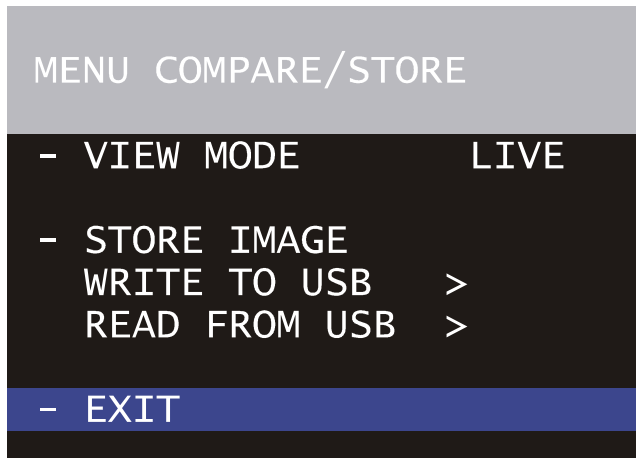 MENU COMPARE/STORE
- VIEW MODE LIVE
- STORE IMAGE
WRITE TO USB >
READ FROM USB >
- EXIT